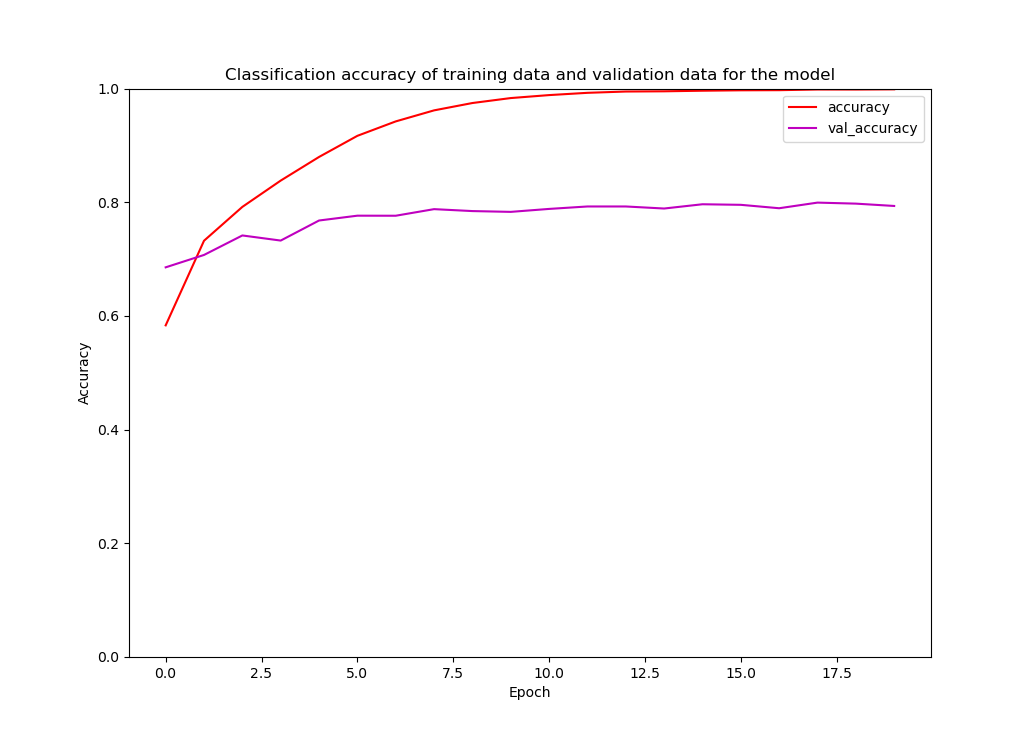 Classification accuracy of training data and validation data for the model
1.0
0.8
0.6
0.4
0.2
0.0
Accuracy
accuracy
val_accuracy
0.0 2.5 5.0 7.5 10.0 12.5 15.0 17.5
Epoch